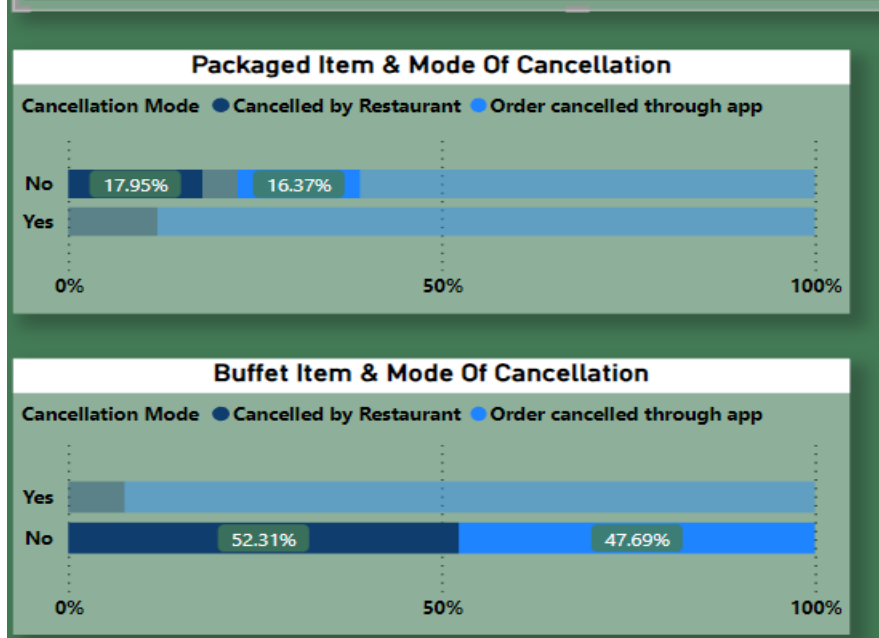 Packaged Item & Mode Of Cancellation
Cancellation Mode Cancelled by Restaurant Order cancelled through app
No 17.95% 16.37%
Yes
0% 50% 100%
Buffet Item & Mode Of Cancellation
Cancellation Mode Cancelled by Restaurant Order cancelled through app
Yes
No 52.31% 47.69%
0% 50% 100%